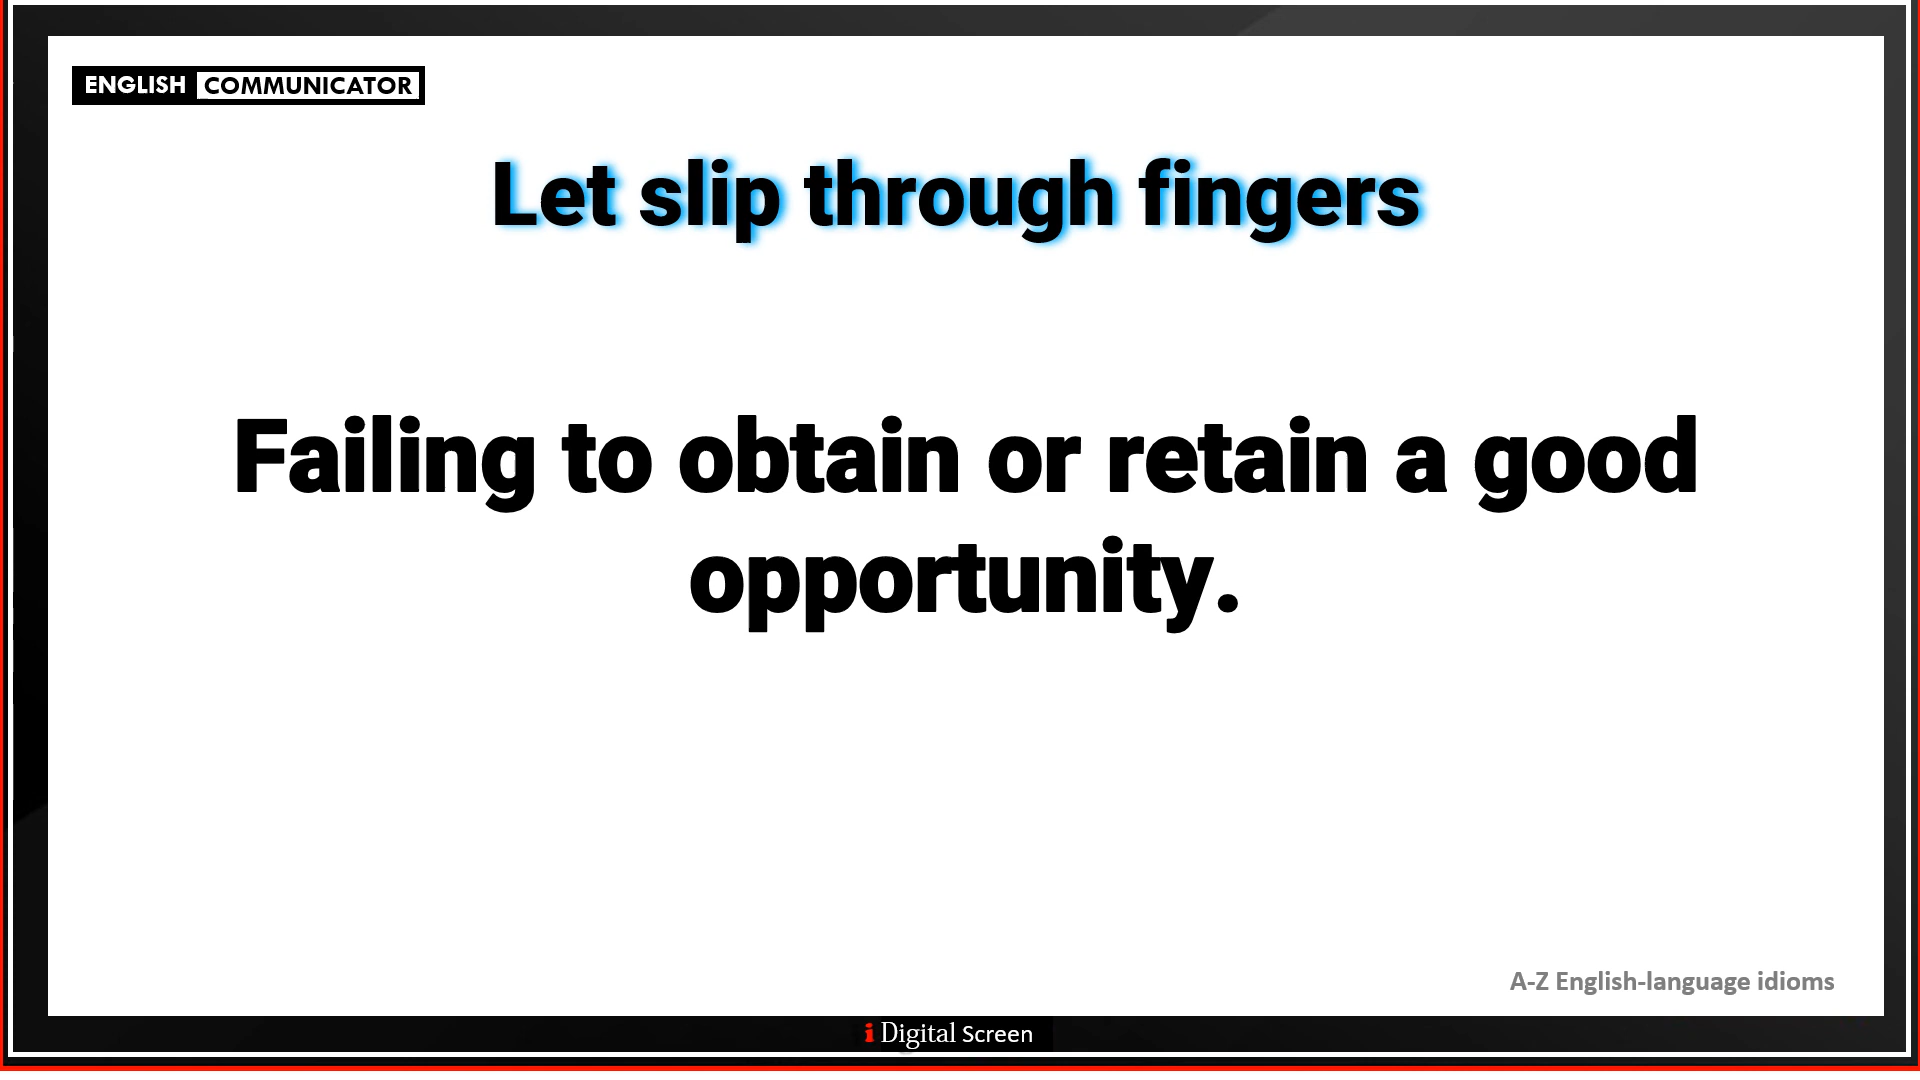 ENGLISH COMMUNICATOR
Let slip through fingers
Failing to obtain or retain a good
opportunity.
A-Z English-language idioms
i Digital Screen